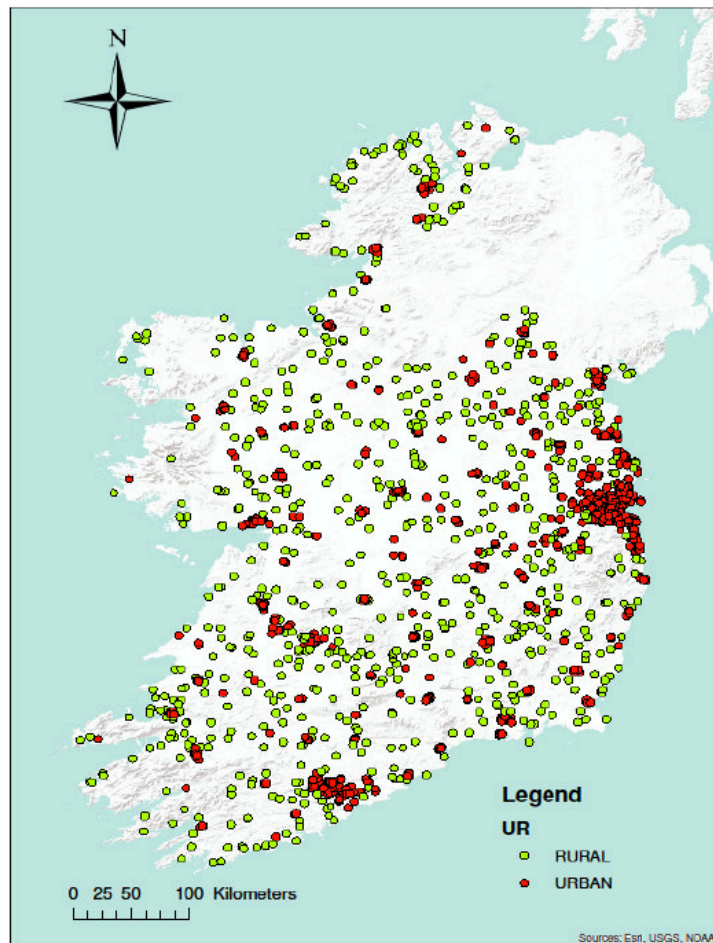 N
Legend
UR
RURAL
URBAN
0 25 50 100 Kilometers
Sources: Esri, USGS, NOAA